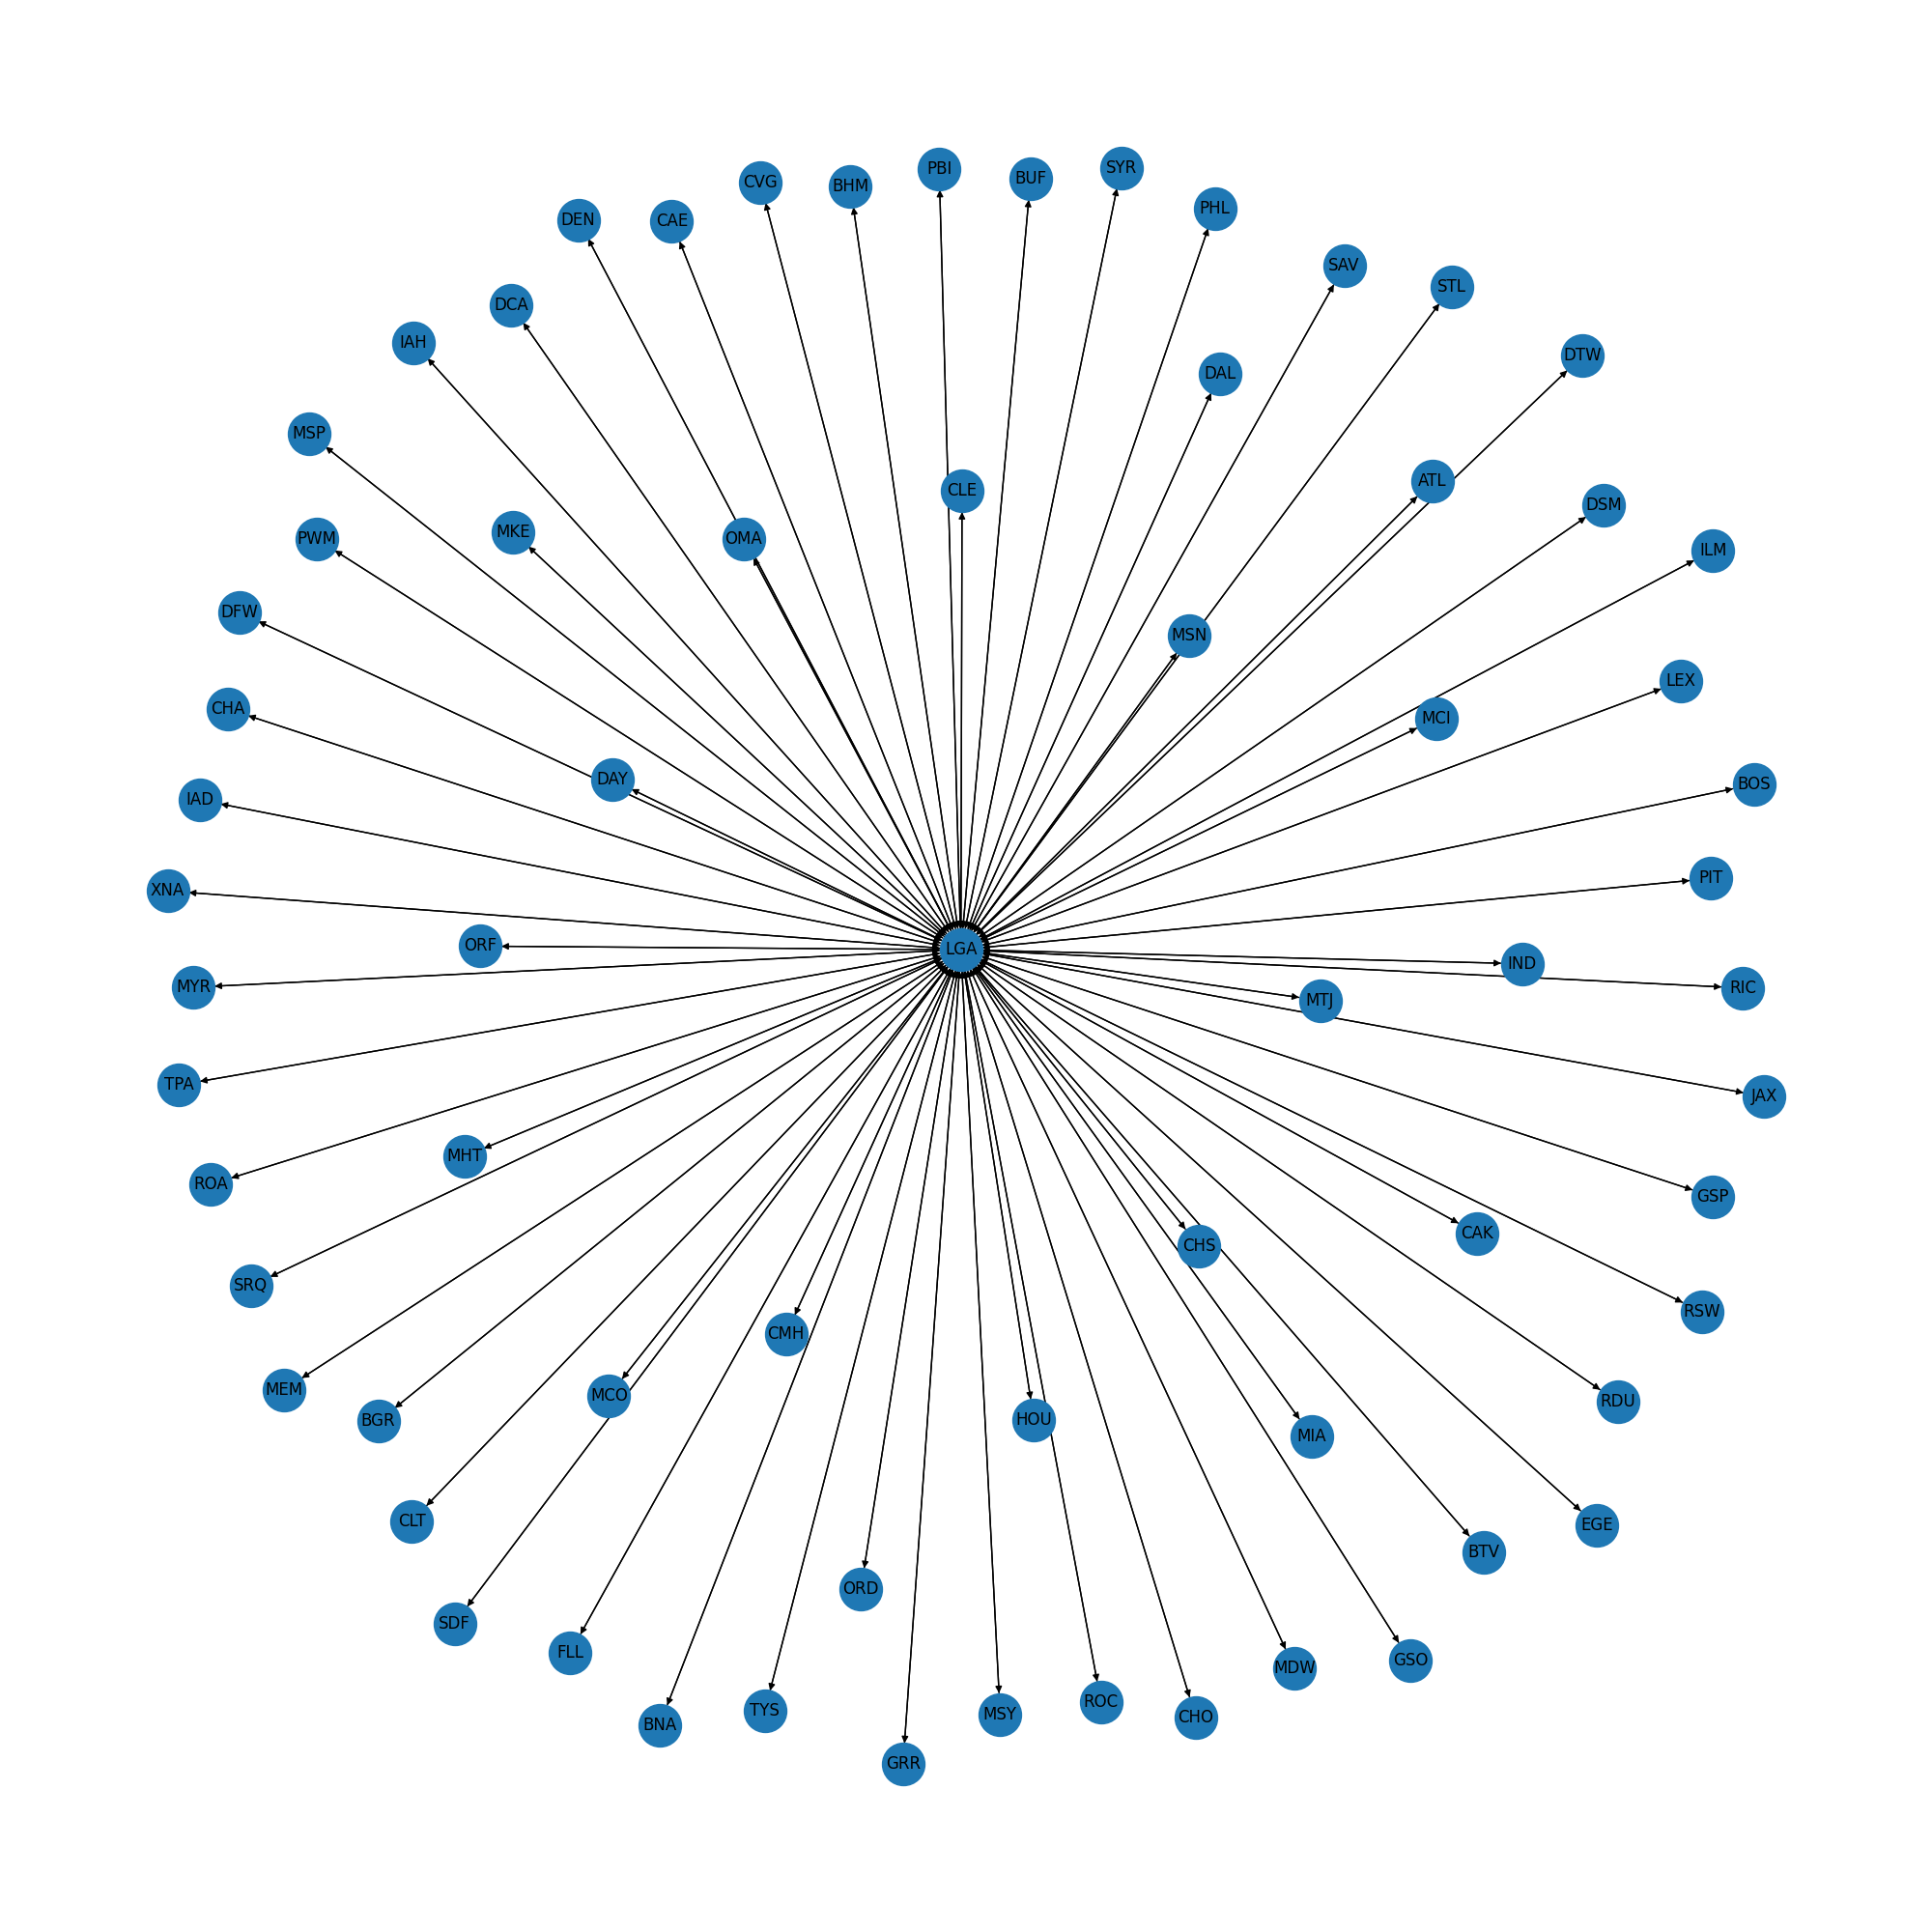 SYR
PBI
BUF
CVG
BHM
PHL
DEN
CAE
SAV
STL
DCA
IAH
DTW
DAL
MSP
ATL
CLE
DSM
MKE
PWM
OMA
ILM
DFW
MSN
LEX
CHA
MCI
DAY
BOS
IAD
PIT
XNA
ORF
LGA
IND
MYR
RIC
MTJ
TPA
JAX
MHT
ROA
GSP
CAK
CHS
SRQ
RSW
CMH
MEM
MCO
RDU
BGR
HOU
MIA
CLT
EGE
BTV
ORD
SDF
FLL
GSO
MDW
ROC
TYS
MSY
CHO
BNA
GRR